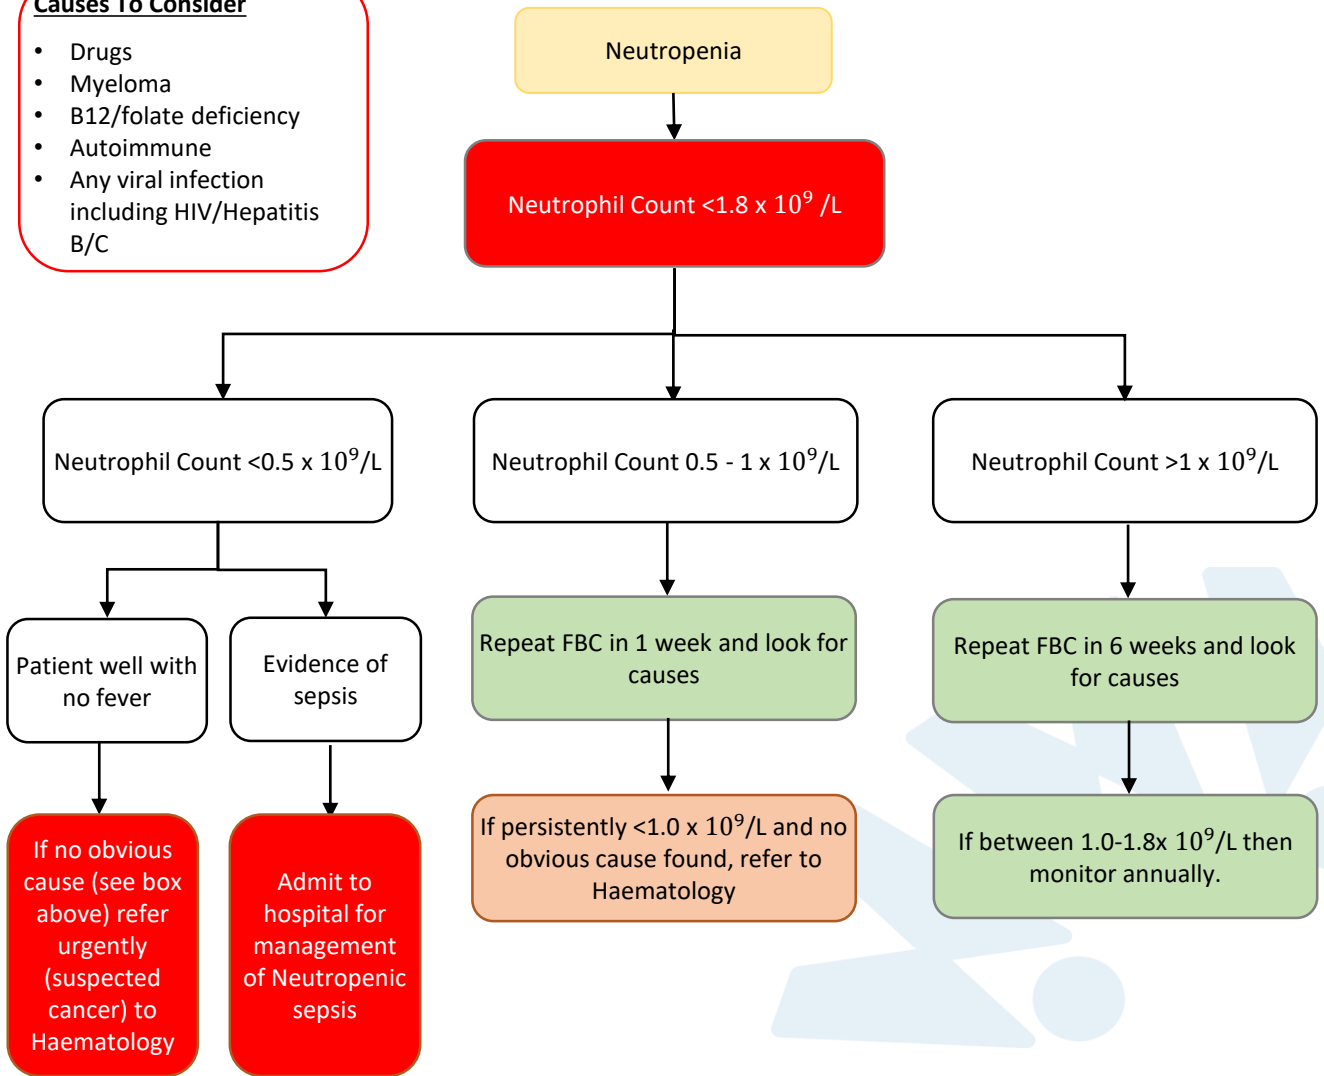 Causes To Consider
• Drugs
• Myeloma
• B12/folate deficiency
• Autoimmune
• Any viral infection
including HIV/Hepatitis
B/C
Neutropenia
Neutrophil Count <1.8 x 10⁹ /L
Neutrophil Count <0.5 x 10⁹/L
Neutrophil Count 0.5 - 1 x 10⁹/L
Neutrophil Count >1 x 10⁹/L
Patient well with
no fever
Evidence of
sepsis
Repeat FBC in 1 week and look for
causes
Repeat FBC in 6 weeks and look
for causes
If no obvious
cause (see box
above) refer
urgently
(suspected
cancer) to
Haematology
Admit to
hospital for
management
of Neutropenic
sepsis
If persistently <1.0 x 10⁹/L and no
obvious cause found, refer to
Haematology
If between 1.0-1.8x 10⁹/L then
monitor annually.